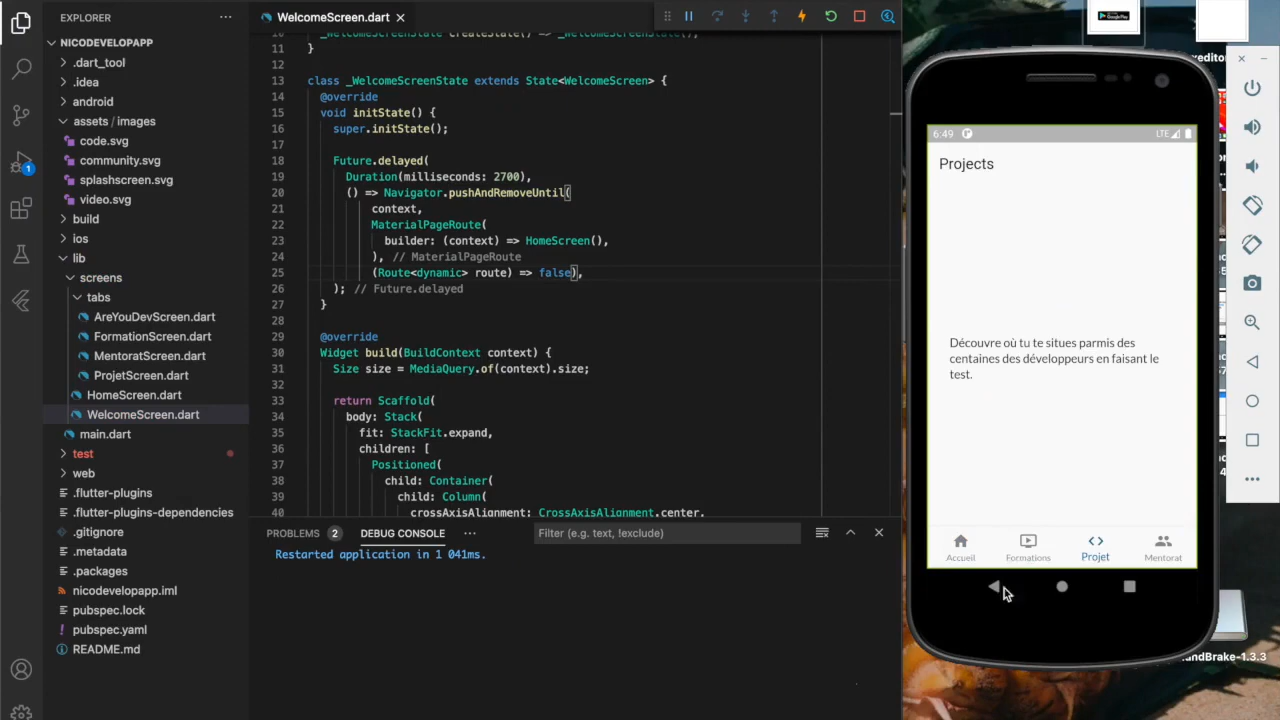 EXPLORER
NICODEVELOPAPP
.dart_tool
.idea
android
assets / images
code.svg
community.svg
splashscreen.svg
video.svg
build
ios
lib
screens
tabs
AreYouDevScreen.dart
FormationScreen.dart
MentoratScreen.dart
ProjetScreen.dart
HomeScreen.dart
WelcomeScreen.dart
main.dart
test
web
.flutter-plugins
.flutter-plugins-dependencies
.gitignore
.metadata
.packages
nicodevelopapp.iml
pubspec.lock
! pubspec.yaml
README.md
1
WelcomeScreen.dart
10 _WelcomeScreenState createState() => _WelcomeScreenState();
11 }
12
13 class _WelcomeScreenState extends State<WelcomeScreen> {
14 @override
15 void initState() {
16 super.initState();
17
18 Future.delayed(
19 Duration(milliseconds: 2700),
20 () => Navigator.pushAndRemoveUntil(
21 context,
22 MaterialPageRoute(
23 builder: (context) => HomeScreen(),
24 ), // MaterialPageRoute
25 (Route<dynamic> route) => false),
26 ); // Future.delayed
27 }
28
29 @override
30 Widget build(BuildContext context) {
31 Size size = MediaQuery.of(context).size;
32
33 return Scaffold(
34 body: Stack(
35 fit: StackFit.expand,
36 children: [
37 Positioned(
38 child: Container(
39 child: Column(
40 crossAxisAlignment: CrossAxisAlignment.center,
PROBLEMS 2 DEBUG CONSOLE ... Filter (e.g. text, !exclude)
Restarted application in 1 041ms.
Google Play
6:49 LTE
Projects
Découvre où tu te situes parmis des
centaines des développeurs en faisant le
test.
Accueil Formations Projet Mentorat
andBrake-1.3.3